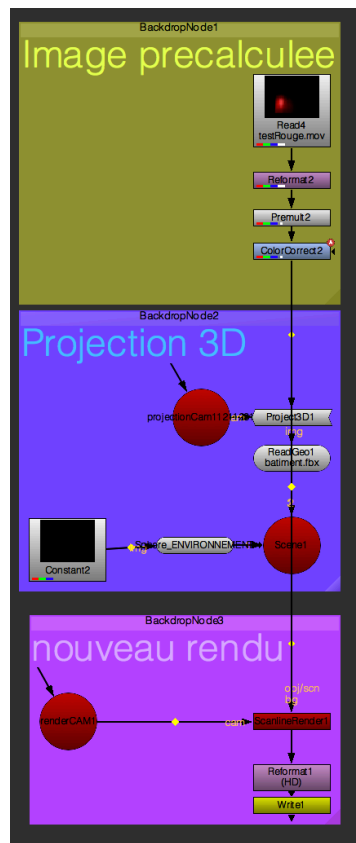 BackdropNode1
Image precalculee
Read4
testRouge.mov
Reformat2
Premult2
ColorCorrect2
BackdropNode2
Projection 3D
Project3D1
img
ReadGeo1
batiment.fbx
Sphere_ENVIRONNEMENT
Scene1
Constant2
BackdropNode3
nouveau rendu
obj/scn
bg
renderCAM1
cam
ScanlineRender1
Reformat1
(HD)
Write1